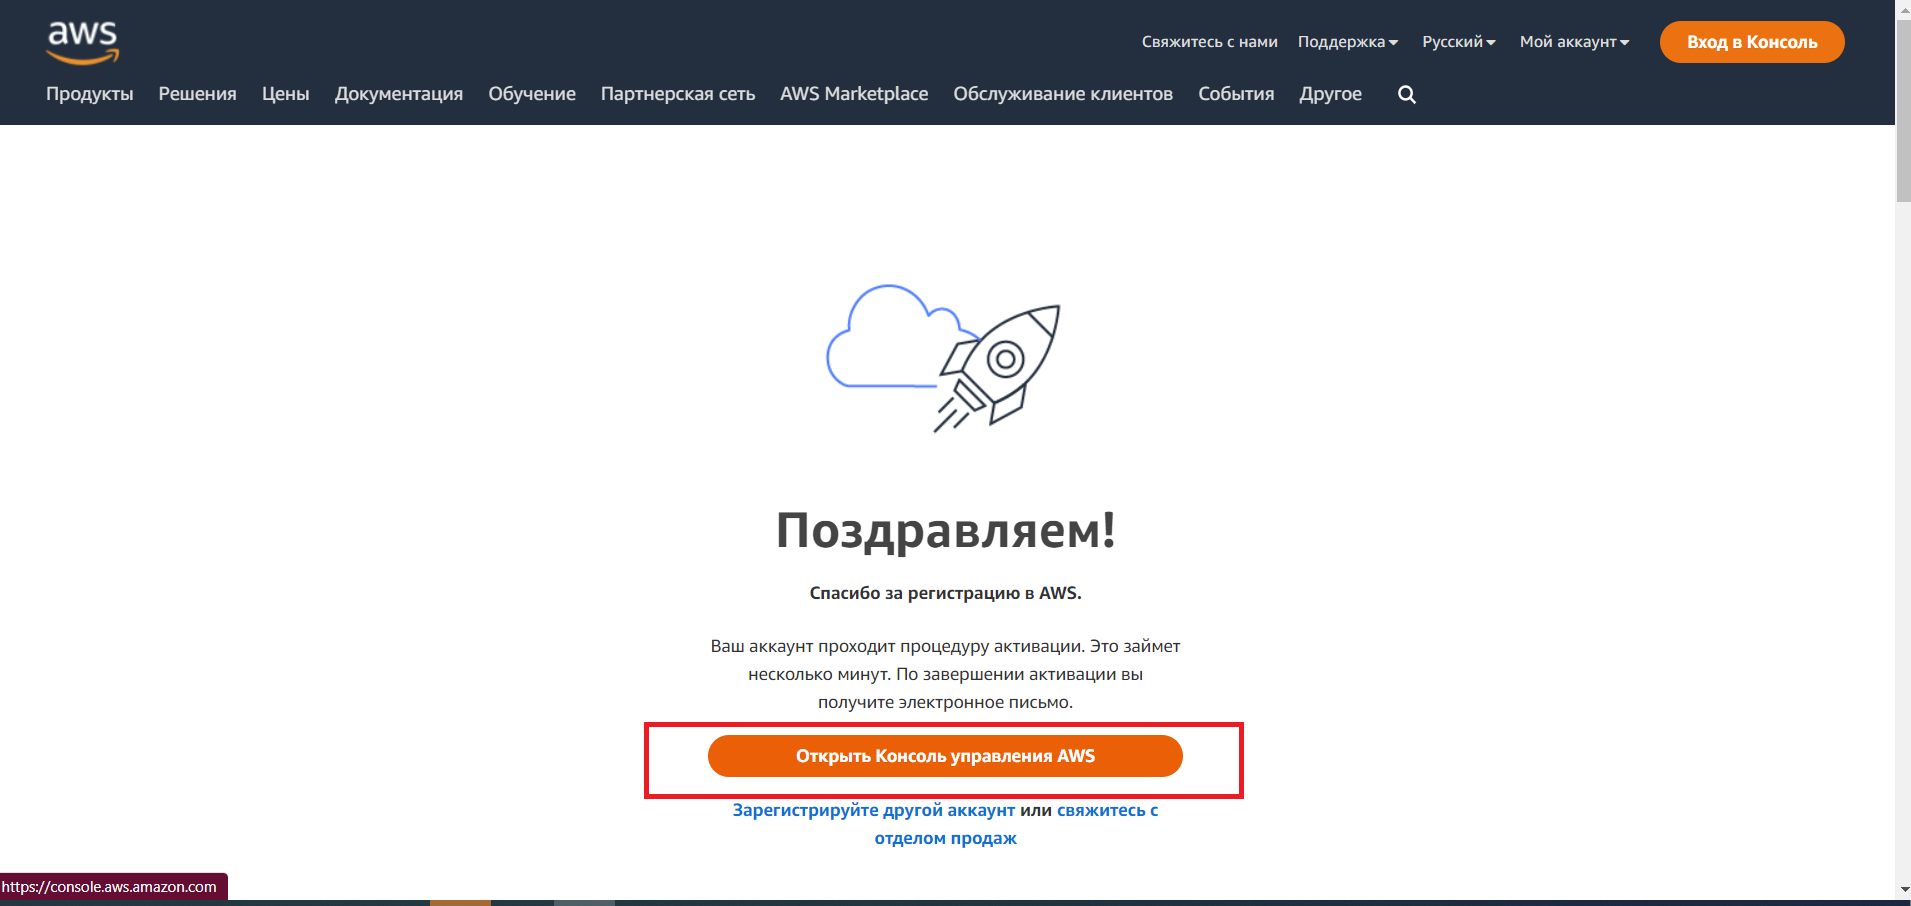 aws
Свяжитесь с нами Поддержка Русский Мой аккаунт Вход в Консоль
Продукты Решения Цены Документация Обучение Партнерская сеть AWS Marketplace Обслуживание клиентов События Другое
Поздравляем!
Спасибо за регистрацию в AWS.
Ваш аккаунт проходит процедуру активации. Это займет
несколько минут. По завершении активации вы
получите электронное письмо.
Открыть Консоль управления AWS
Зарегистрируйте другой аккаунт или свяжитесь с
отделом продаж
https://console.aws.amazon.com